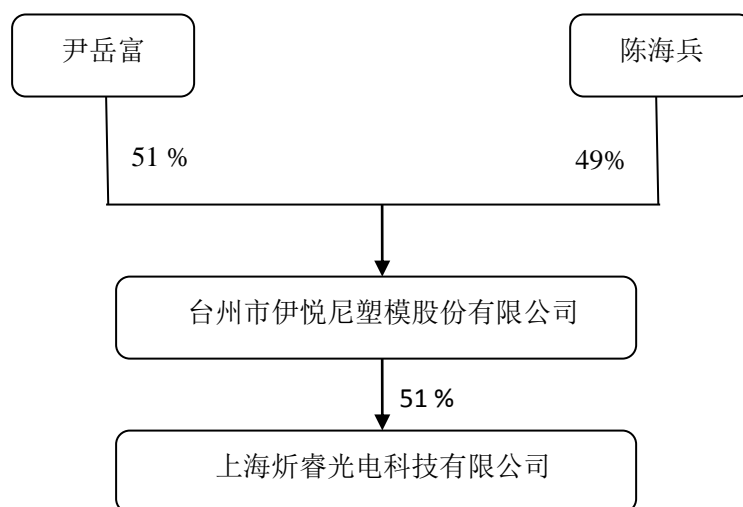 尹岳富
陈海兵
51 %
49%
台州市伊悦尼塑模股份有限公司
51 %
上海炘睿光电科技有限公司